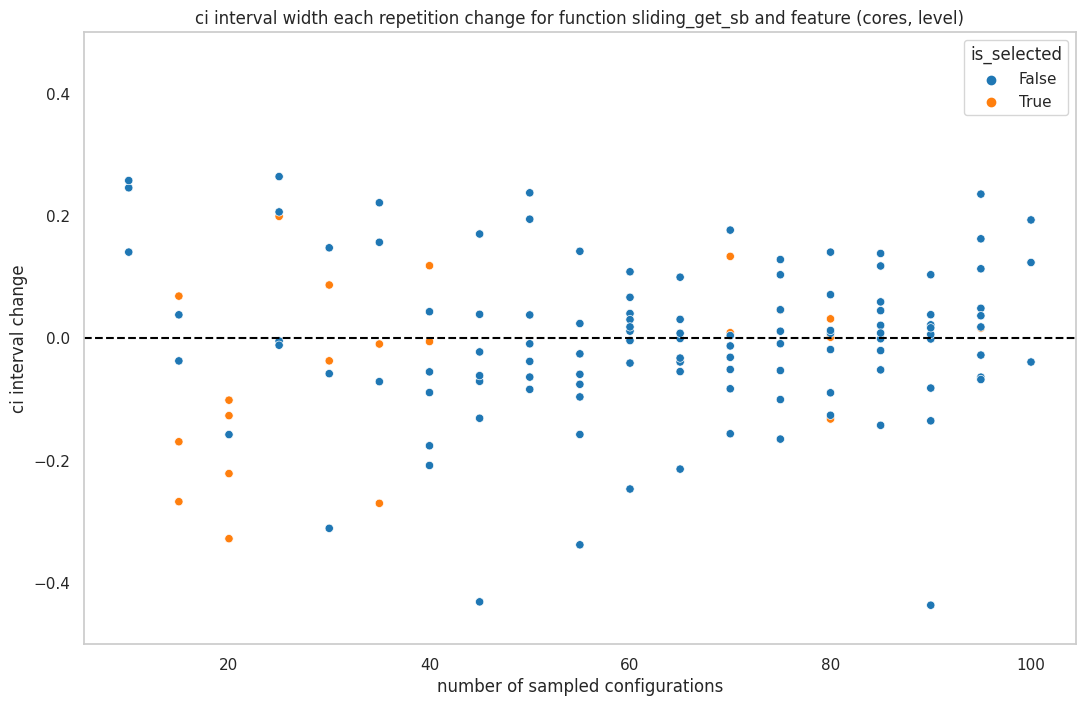 ci interval width each repetition change for function sliding_get_sb and feature (cores, level)
is_selected
False
True
ci interval change
0.4
0.2
0.0
−0.2
−0.4
20
40
60
80
100
number of sampled configurations